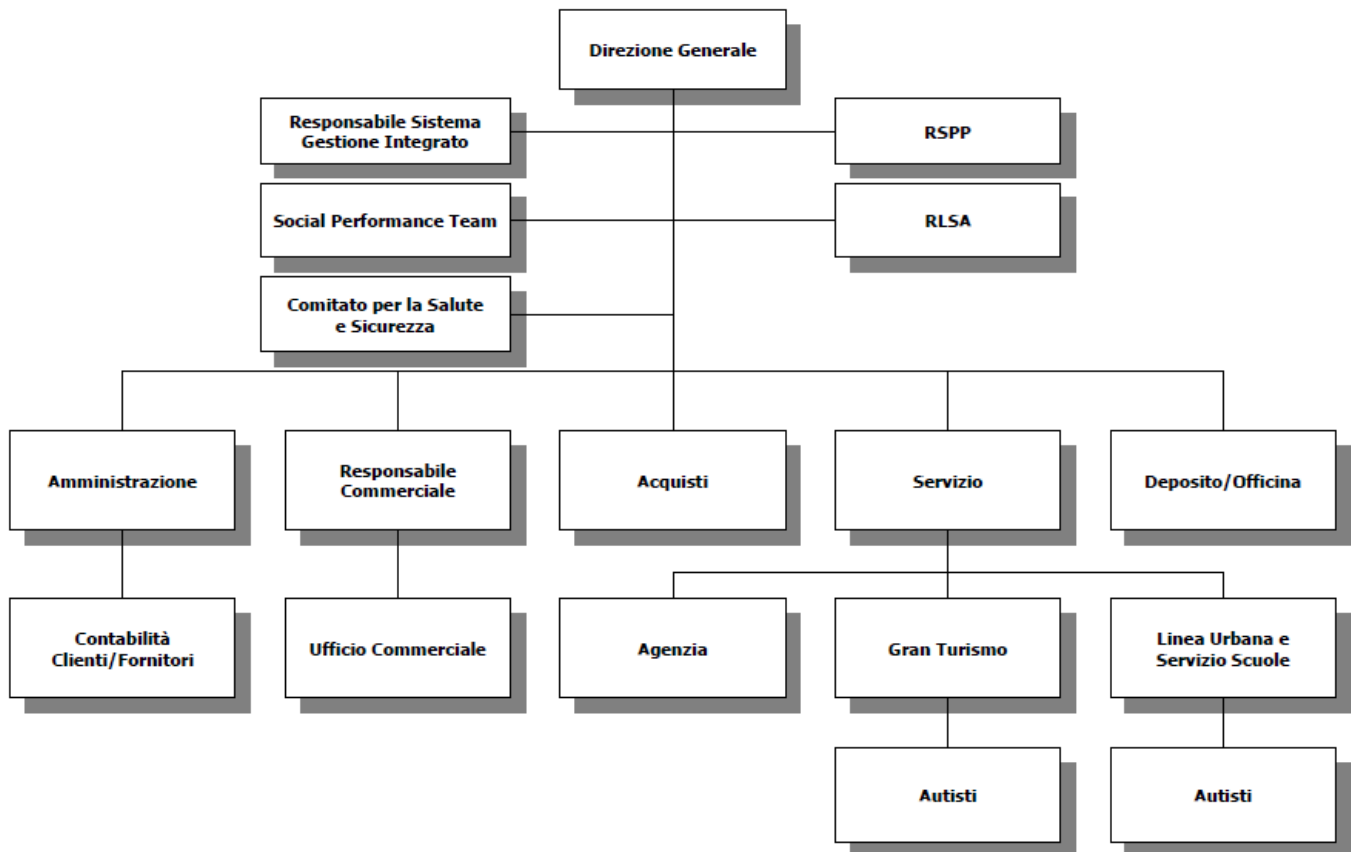 Direzione Generale
Responsabile Sistema
Gestione Integrato
RSPP
Social Performance Team
RLSA
Comitato per la Salute
e Sicurezza
Amministrazione
Responsabile
Commerciale
Acquisti
Servizio
Deposito/Officina
Contabilità
Clienti/Fornitori
Ufficio Commerciale
Agenzia
Gran Turismo
Linea Urbana e
Servizio Scuole
Autisti
Autisti